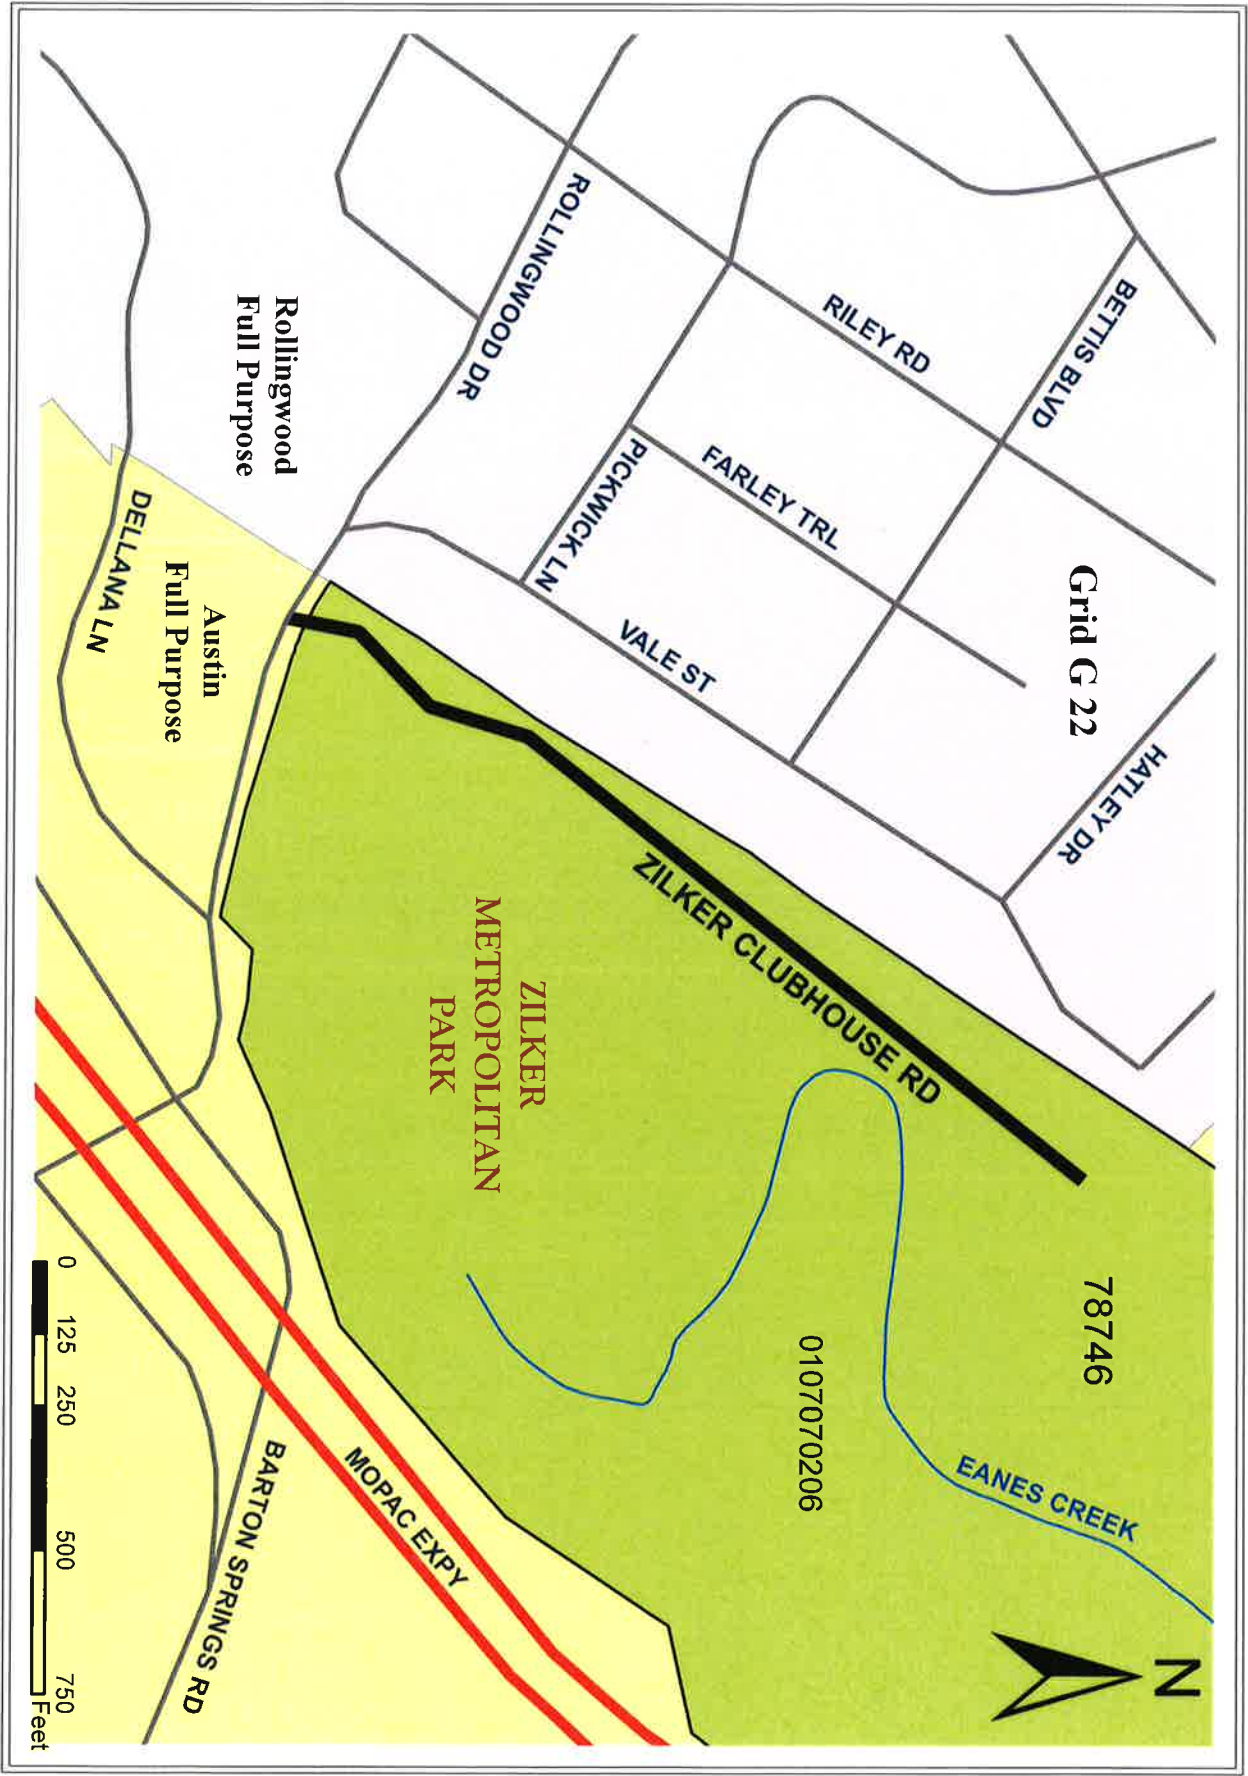 Grid G 22
HATLEY DR
BETTIS BLVD
RILEY RD
FARLEY TRL
VALE ST
PICKWICK LN
ROLLINGWOOD DR
Rollingwood
Full Purpose
Austin
Full Purpose
DELLANA LN
ZILKER CLUBHOUSE RD
ZILKER
METROPOLITAN
PARK
78746
0107070206
EANES CREEK
N
MOPAC EXPY
BARTON SPRINGS RD
0 125 250 500 750
Feet